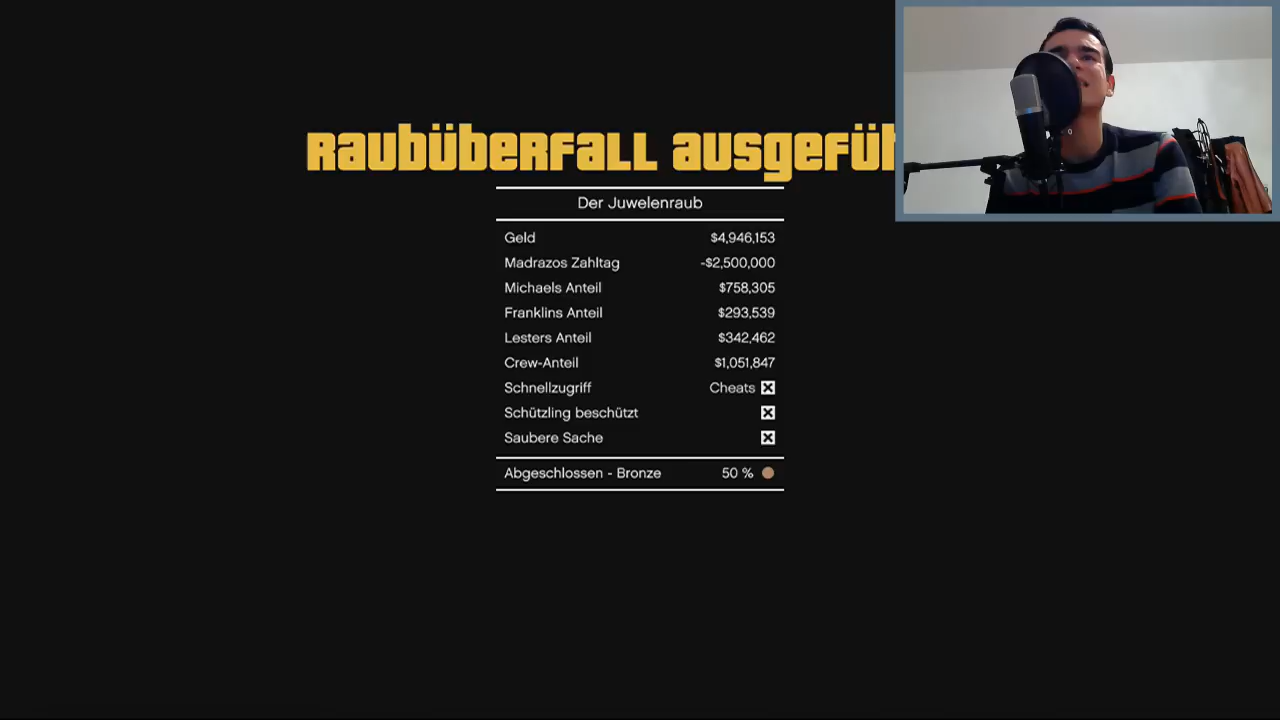 Raubüberfall ausgefüh
Der Juwelenraub
Geld $4,946,153
Madrazos Zahltag -$2,500,000
Michaels Anteil $758,305
Franklins Anteil $293,539
Lesters Anteil $342,462
Crew-Anteil $1,051,847
Schnellzugriff Cheats
Schützling beschützt
Saubere Sache
Abgeschlossen - Bronze 50 %